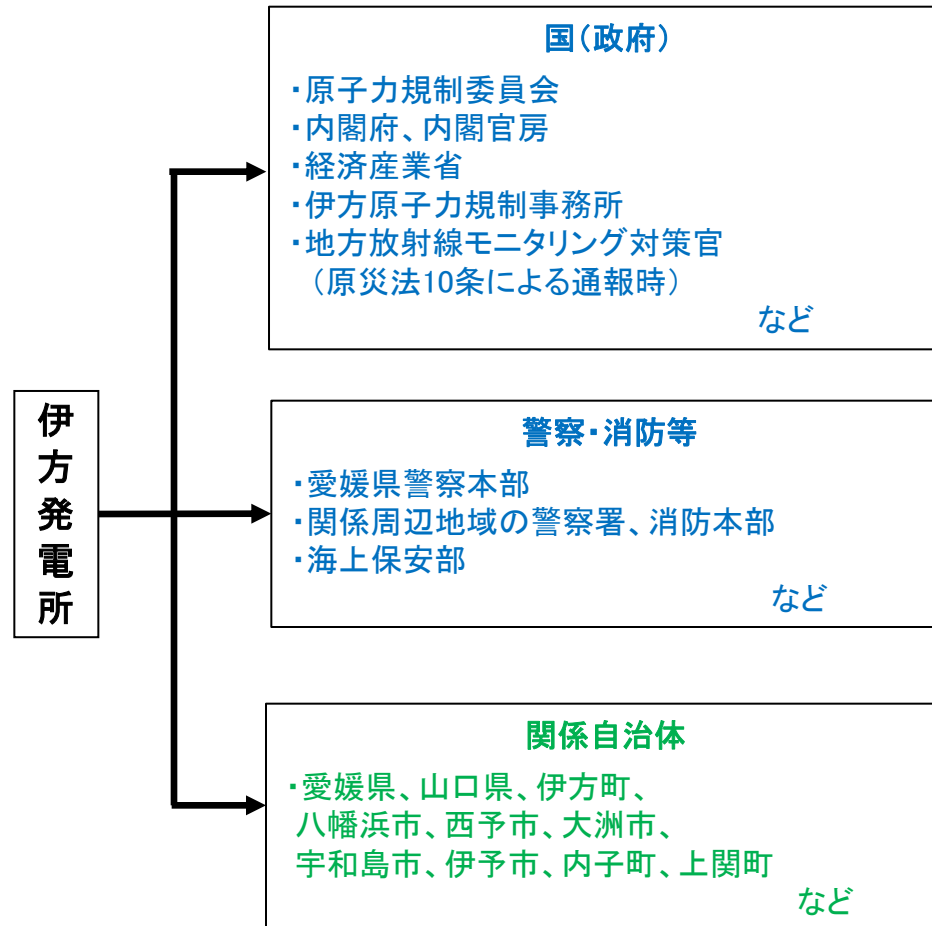 国(政府)
・原子力規制委員会
・内閣府、内閣官房
・経済産業省
・伊方原子力規制事務所
・地方放射線モニタリング対策官
(原災法10条による通報時)
など
伊方発電所
警察・消防等
・愛媛県警察本部
・関係周辺地域の警察署、消防本部
・海上保安部
など
関係自治体
・愛媛県、山口県、伊方町、
八幡浜市、西予市、大洲市、
宇和島市、伊予市、内子町、上関町
など